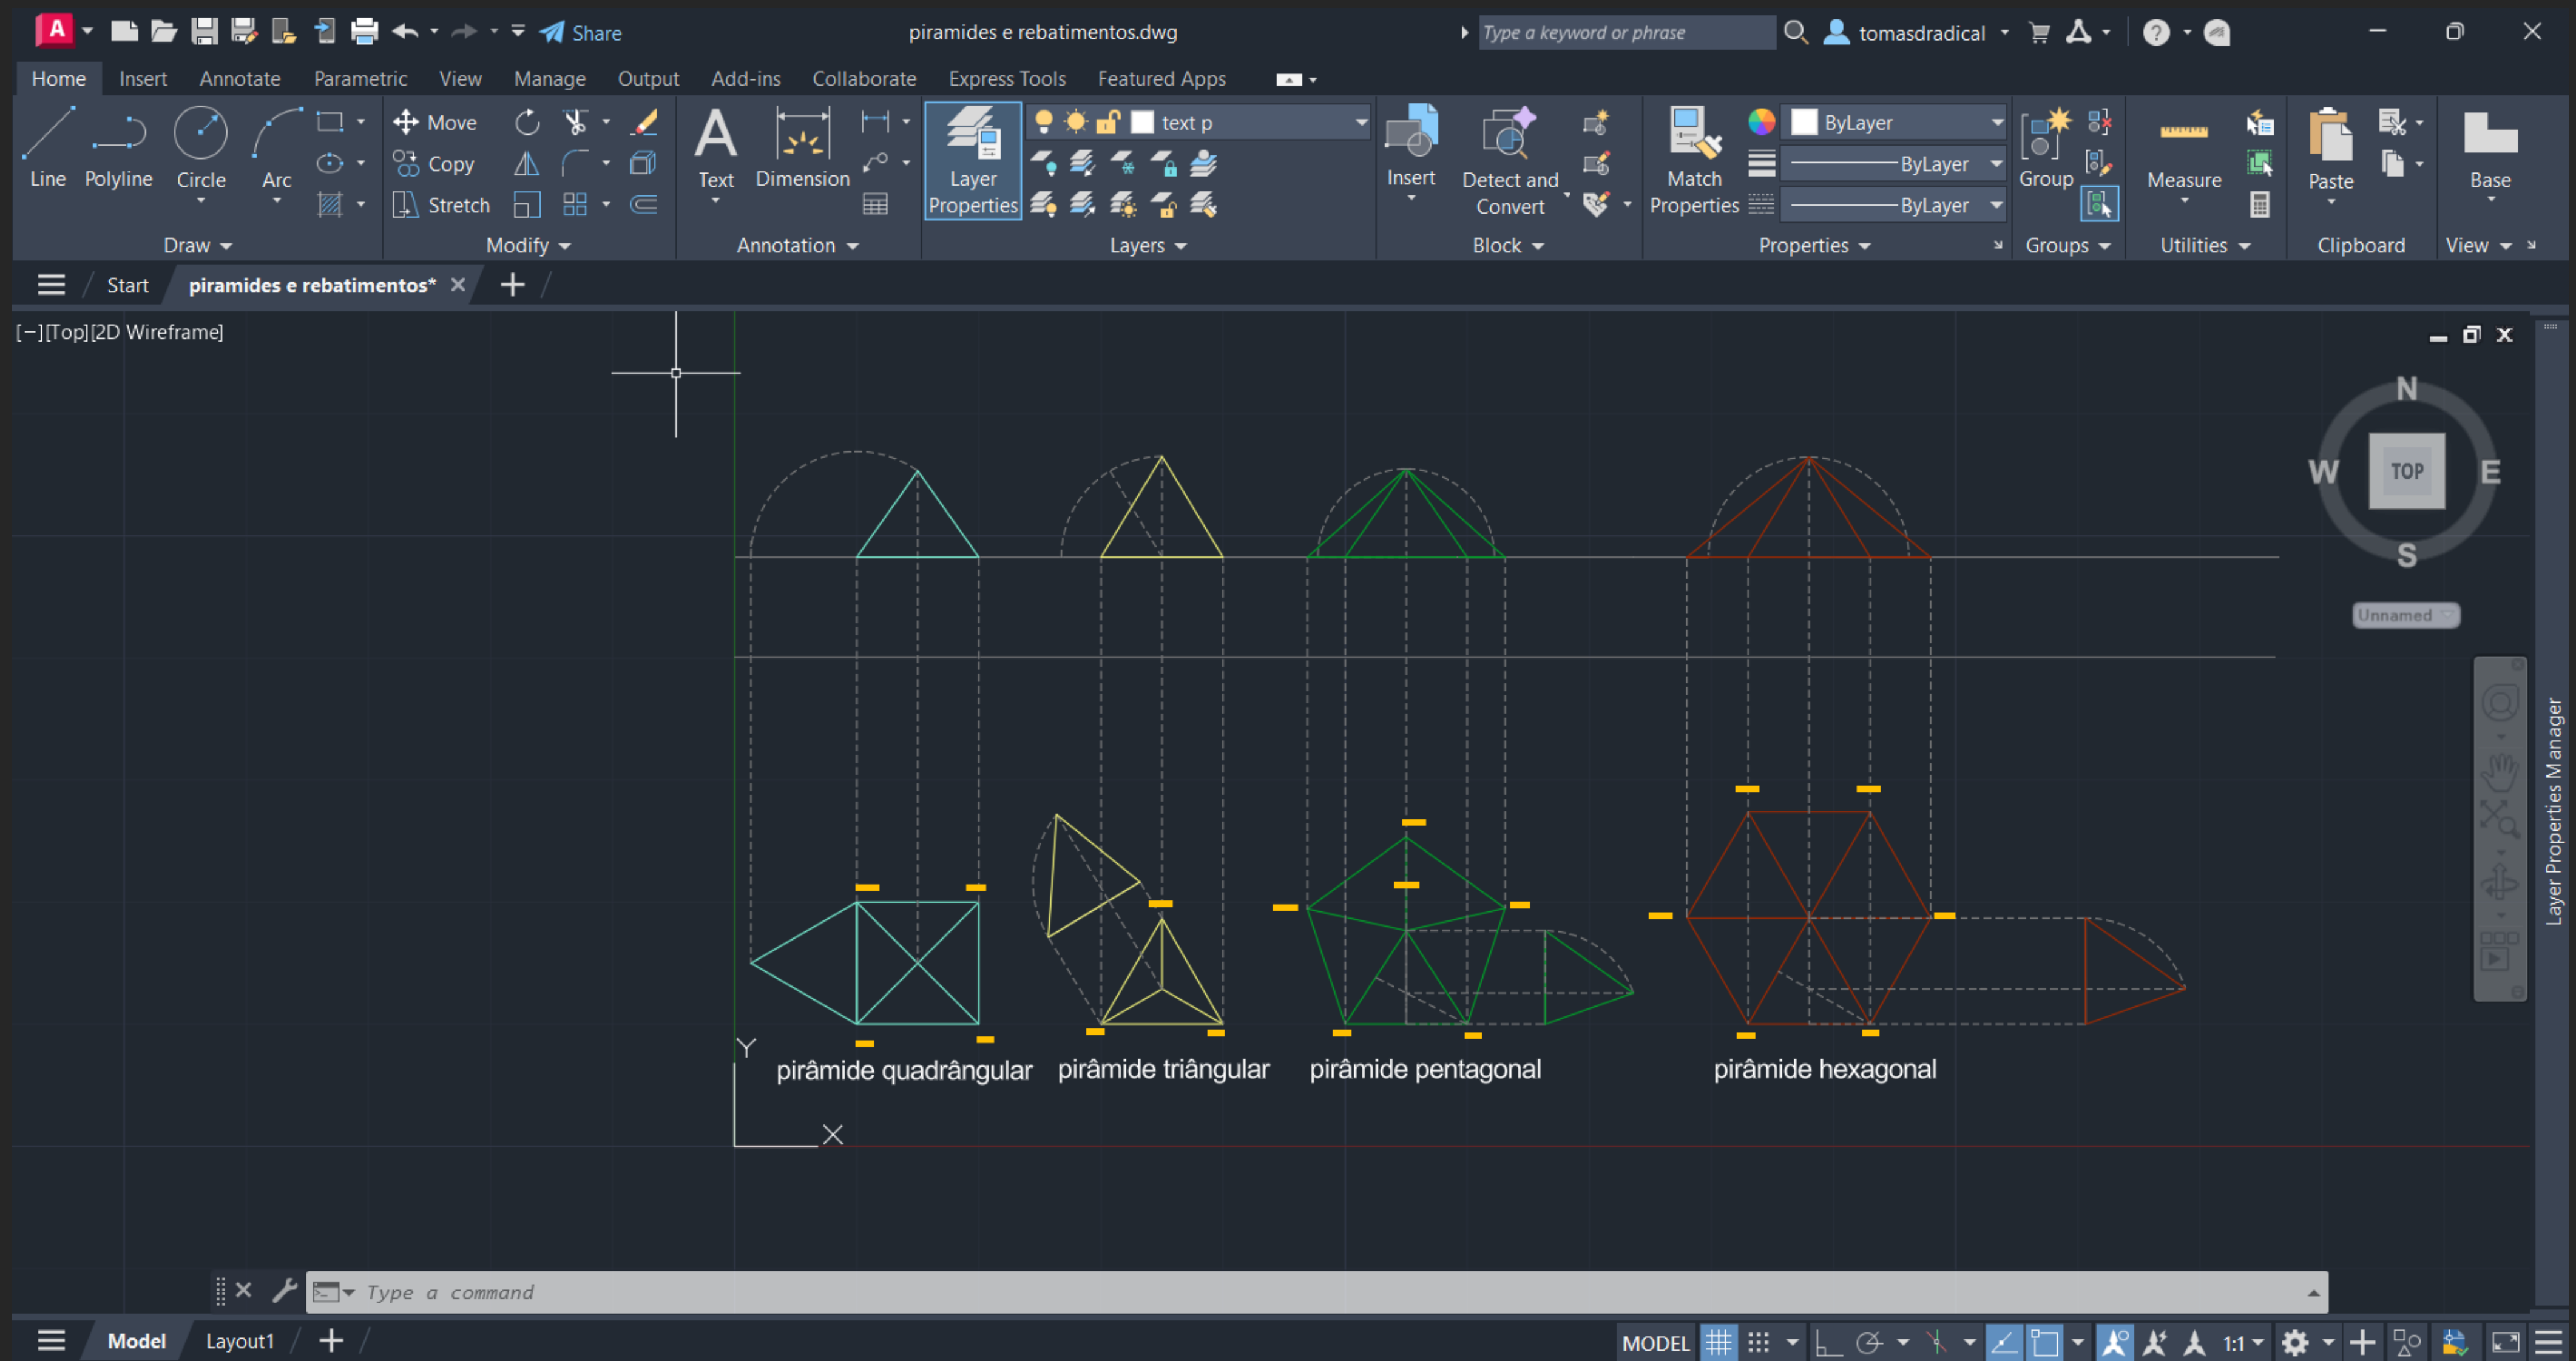 A
Share
piramides e rebatimentos.dwg
Type a keyword or phrase
tomasdradical
Home Insert Annotate Parametric View Manage Output Add-ins Collaborate Express Tools Featured Apps
Line Polyline Circle Arc
Move
Copy
Stretch
Text Dimension
Layer Properties
text p
Insert
Detect and Convert
Match Properties
ByLayer
ByLayer
ByLayer
Group
Measure
Paste
Base
Draw Modify Annotation Layers Block Properties Groups Utilities Clipboard View
Start piramides e rebatimentos*
[−][Top][2D Wireframe]
N
W TOP E
S
Unnamed
Layer Properties Manager
Y
pirâmide quadrângular pirâmide triângular pirâmide pentagonal pirâmide hexagonal
X
Type a command
Model Layout1
MODEL 1:1